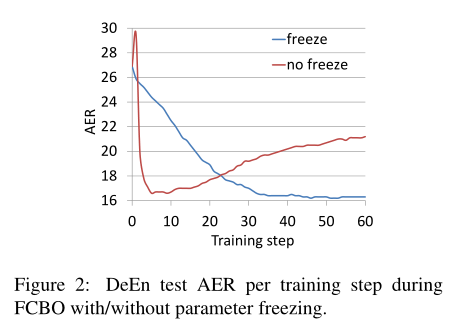 30
28
26
24
22
20
18
16
AER
freeze
no freeze
0 10 20 30 40 50 60
Training step
Figure 2: DeEn test AER per training step during
FCBO with/without parameter freezing.